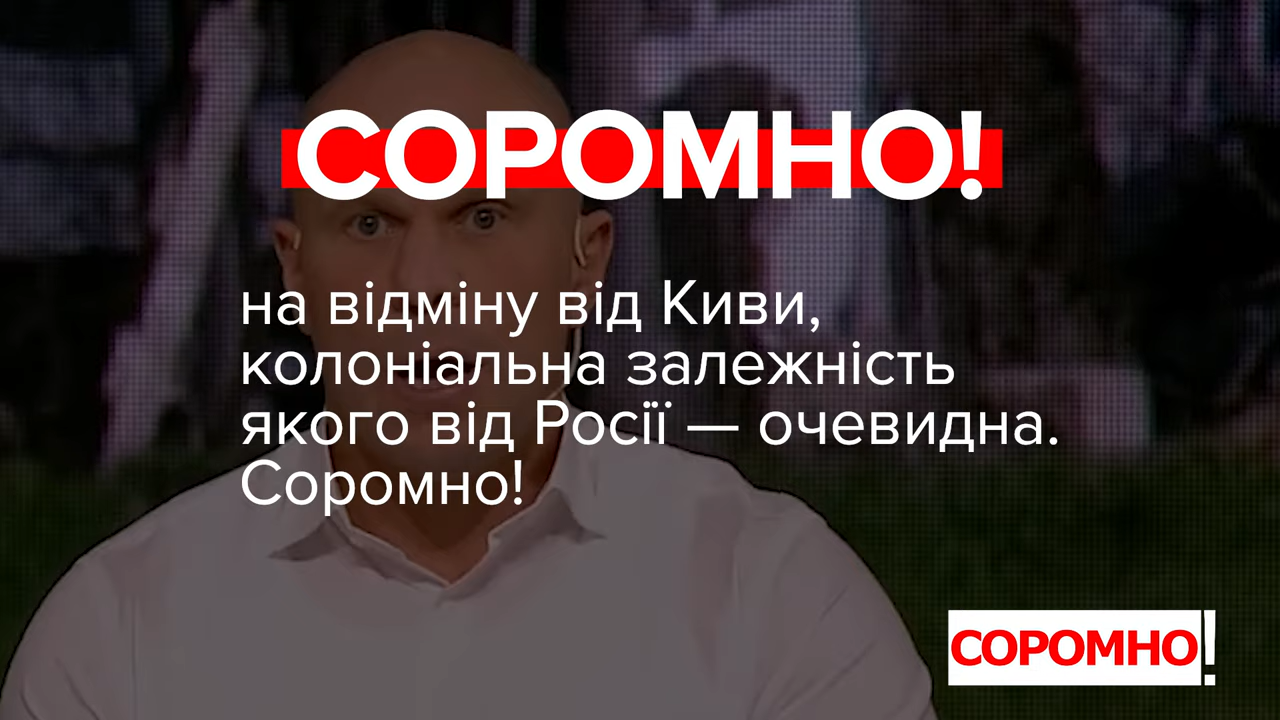 СОРОМНО!
на відміну від Киви,
колоніальна залежність
якого від Росії — очевидна.
Соромно!
СОРОМНО!